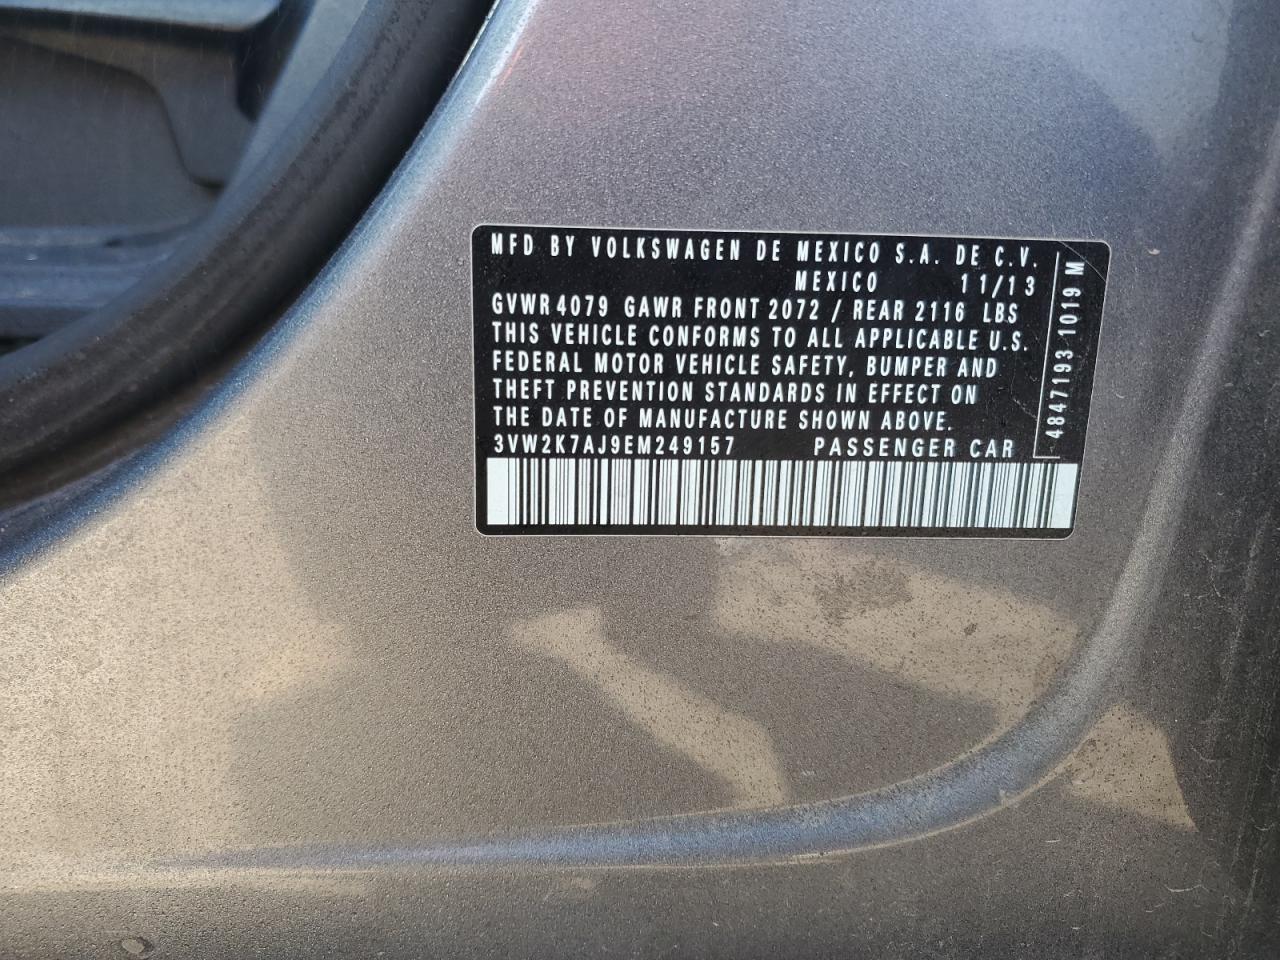 MFD BY VOLKSWAGEN DE MEXICO S.A. DE C.V.
MEXICO 11/13
GVWR 4079 GAWR FRONT 2072 / REAR 2116 LBS
THIS VEHICLE CONFORMS TO ALL APPLICABLE U.S.
FEDERAL MOTOR VEHICLE SAFETY, BUMPER AND
THEFT PREVENTION STANDARDS IN EFFECT ON
THE DATE OF MANUFACTURE SHOWN ABOVE.
3VW2K7AJ9EM249157 PASSENGER CAR
4847193 1019 M